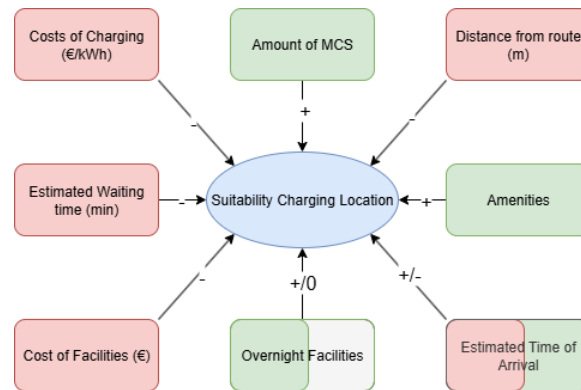 Costs of Charging
(€/kWh)
Amount of MCS
Distance from route
(m)
-
+
-
Estimated Waiting
time (min)
-
Suitability Charging Location
+
Amenities
-
+/0
+/-
Cost of Facilities (€)
Overnight Facilities
Estimated Time of
Arrival